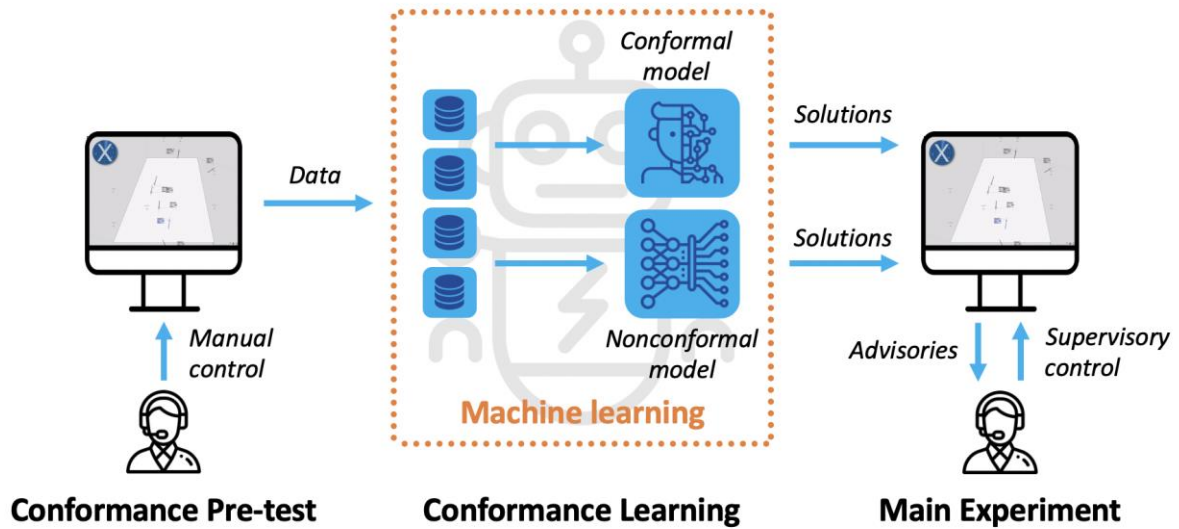 Conformal
model
Solutions
Data
Solutions
Manual
control
Nonconformal
model
Advisories
Supervisory
control
Machine learning
Conformance Pre-test
Conformance Learning
Main Experiment
X
X